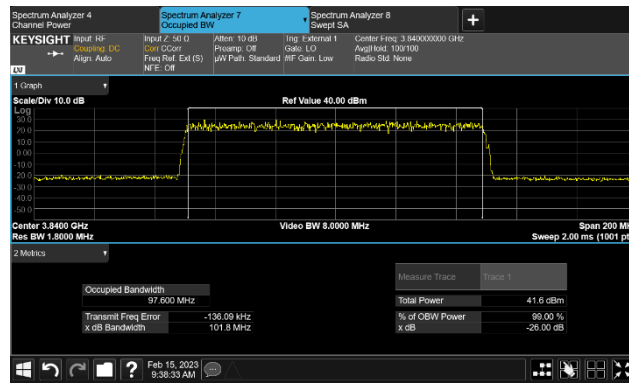 Spectrum Analyzer 4
Channel Power
Spectrum Analyzer 7
Occupied BW
Spectrum Analyzer 8
Swept SA
+
KEYSIGHT
Input: RF
Coupling: DC
Align: Auto
Input Z: 50 Ω
Corr CCorr
Freq Ref: Ext (S)
NFE: Off
Atten: 10 dB
Preamp: Off
µW Path: Standard
Trig: External 1
Gate: LO
#IF Gain: Low
Center Freq: 3.840000000 GHz
Avg|Hold: 100/100
Radio Std: None
LXI
1 Graph
Scale/Div 10.0 dB
Ref Value 40.00 dBm
Log
30.0
20.0
10.0
0.00
-10.0
-20.0
-30.0
-40.0
-50.0
Center 3.8400 GHz
Video BW 8.0000 MHz
Span 200 M
Res BW 1.8000 MHz
Sweep 2.00 ms (1001 pt
2 Metrics
Measure Trace
Trace 1
Occupied Bandwidth
97.600 MHz
Total Power
41.6 dBm
Transmit Freq Error
-136.09 kHz
% of OBW Power
99.00 %
x dB Bandwidth
101.8 MHz
x dB
-26.00 dB
?
Feb 15, 2023
9:38:33 AM